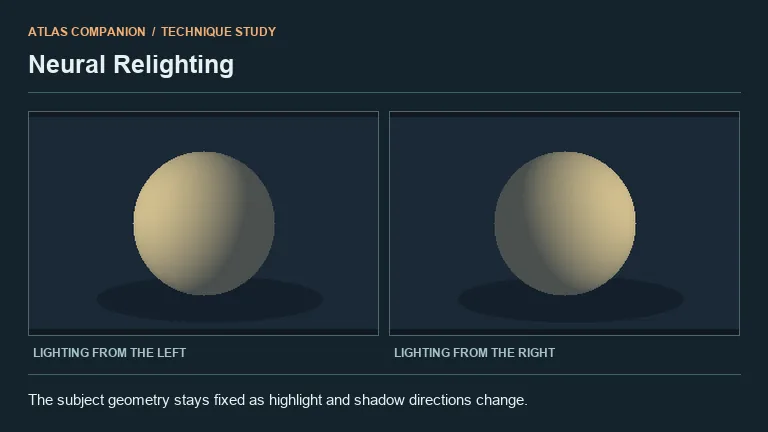 ATLAS COMPANION / TECHNIQUE STUDY
Neural Relighting
LIGHTING FROM THE LEFT
LIGHTING FROM THE RIGHT
The subject geometry stays fixed as highlight and shadow directions change.